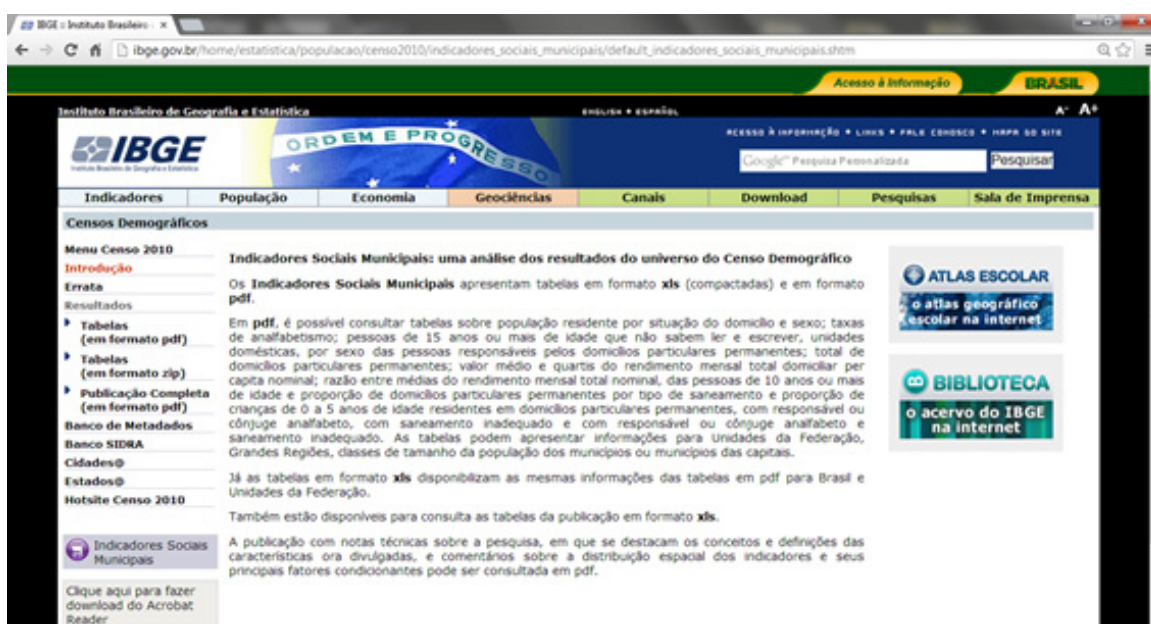 IBGE :: Instituto Brasileiro
ibge.gov.br/home/estatistica/populacao/censo2010/indicadores_sociais_municipais/default_indicadores_sociais_municipais.shtm
Acesso à Informação
BRASIL
Instituto Brasileiro de Geografia e Estatística
ENGLISH • ESPAÑOL
A- A+
ACESSO À INFORMAÇÃO • LINKS • FALE CONOSCO • MAPA DO SITE
IBGE
Instituto Brasileiro de Geografia e Estatística
ORDEM E PROGRESSO
Google™ Pesquisa Personalizada
Pesquisar
Indicadores População Economia Geociências Canais Download Pesquisas Sala de Imprensa
Censos Demográficos
Menu Censo 2010
Introdução
Errata
Resultados
Tabelas
(em formato pdf)
Tabelas
(em formato zip)
Publicação Completa
(em formato pdf)
Banco de Metadados
Banco SIDRA
Cidades@
Estados@
Hotsite Censo 2010
Indicadores Sociais
Municipais
Clique aqui para fazer
download do Acrobat
Reader
Indicadores Sociais Municipais: uma análise dos resultados do universo do Censo Demográfico
Os Indicadores Sociais Municipais apresentam tabelas em formato xls (compactadas) e em formato
pdf.
Em pdf, é possível consultar tabelas sobre população residente por situação do domicílio e sexo; taxas
de analfabetismo; pessoas de 15 anos ou mais de idade que não sabem ler e escrever, unidades
domésticas, por sexo das pessoas responsáveis pelos domicílios particulares permanentes; total de
domicílios particulares permanentes; valor médio e quartis do rendimento mensal total domiciliar per
capita nominal; razão entre médias do rendimento mensal total nominal, das pessoas de 10 anos ou mais
de idade e proporção de domicílios particulares permanentes por tipo de saneamento e proporção de
crianças de 0 a 5 anos de idade residentes em domicílios particulares permanentes, com responsável ou
cônjuge analfabeto, com saneamento inadequado e com responsável ou cônjuge analfabeto e
saneamento inadequado. As tabelas podem apresentar informações para Unidades da Federação,
Grandes Regiões, classes de tamanho da população dos municípios ou municípios das capitais.
Já as tabelas em formato xls disponibilizam as mesmas informações das tabelas em pdf para Brasil e
Unidades da Federação.
Também estão disponíveis para consulta as tabelas da publicação em formato xls.
A publicação com notas técnicas sobre a pesquisa, em que se destacam os conceitos e definições das
características ora divulgadas, e comentários sobre a distribuição espacial dos indicadores e seus
principais fatores condicionantes pode ser consultada em pdf.
ATLAS ESCOLAR
o atlas geográfico
escolar na internet
BIBLIOTECA
o acervo do IBGE
na internet